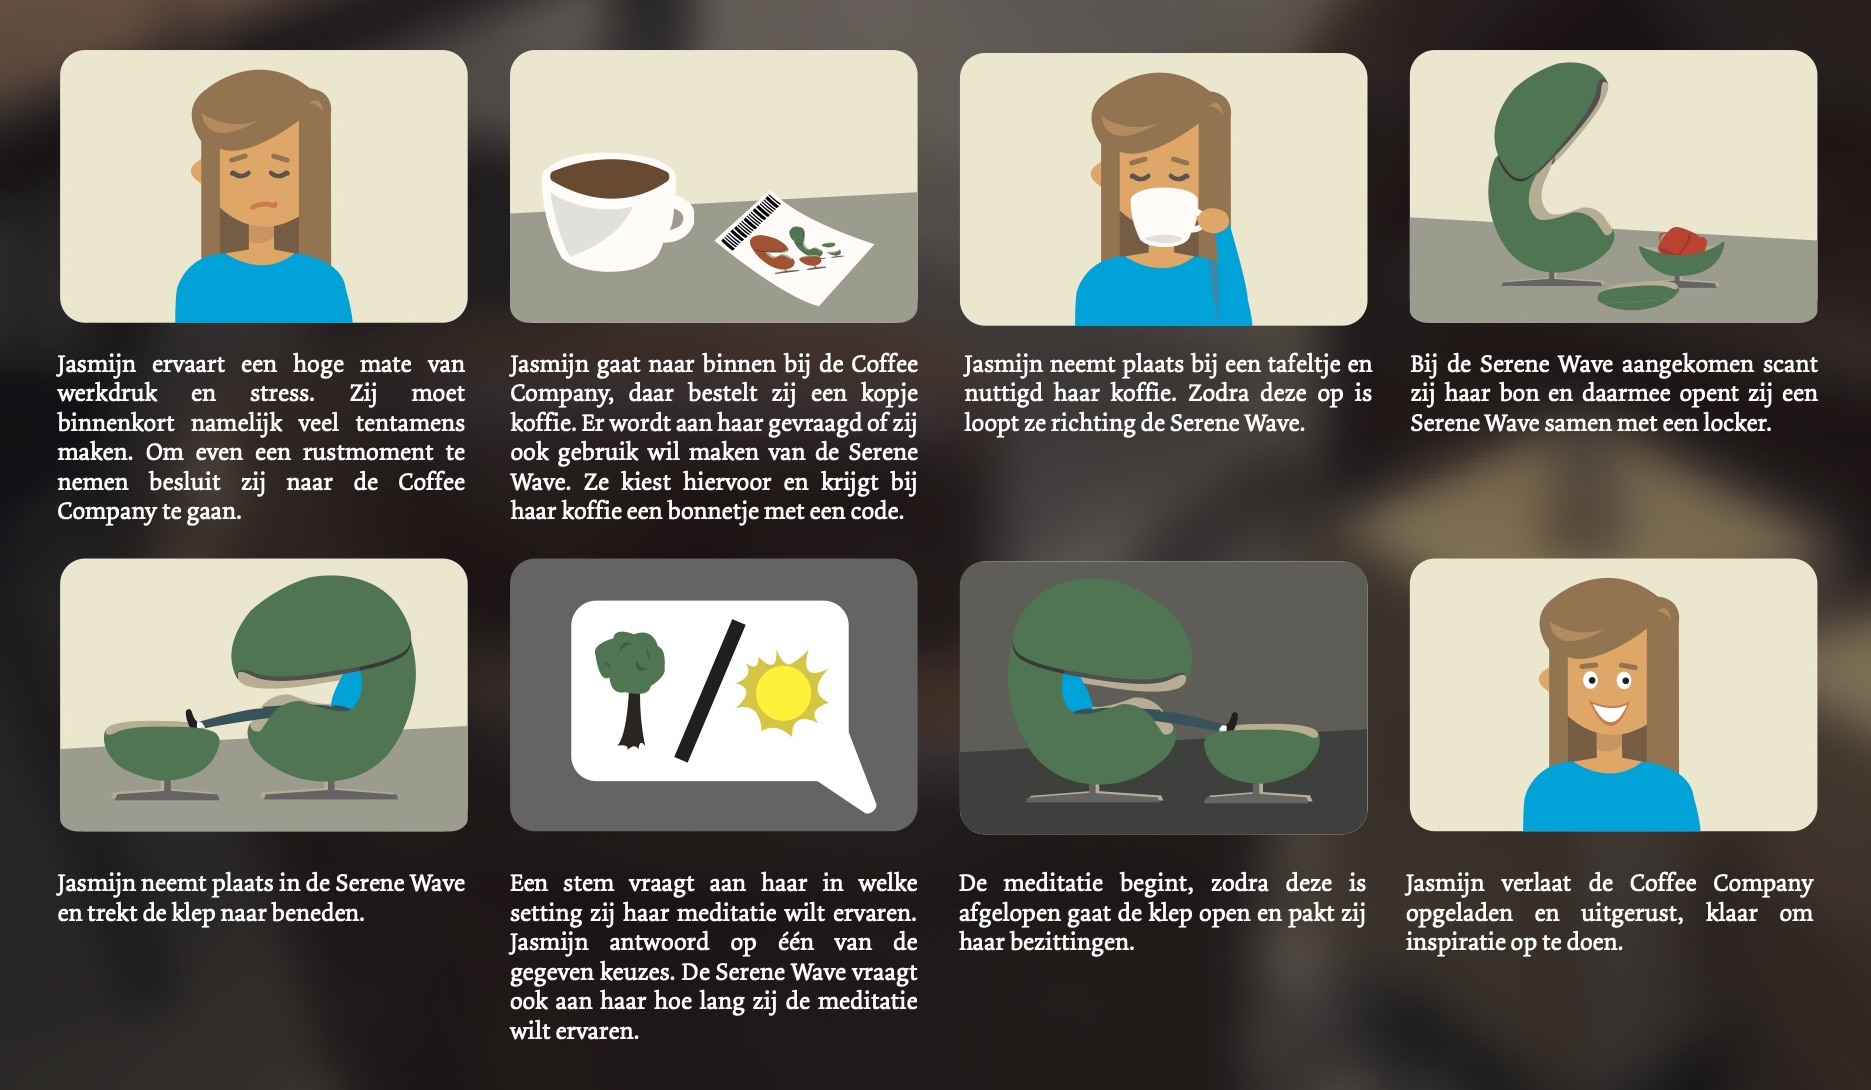 Jasmijn ervaart een hoge mate van
werkdruk en stress. Zij moet
binnenkort namelijk veel tentamens
maken. Om even een rustmoment te
nemen besluit zij naar de Coffee
Company te gaan.
Jasmijn gaat naar binnen bij de Coffee
Company, daar bestelt zij een kopje
koffie. Er wordt aan haar gevraagd of zij
ook gebruik wil maken van de Serene
Wave. Ze kiest hiervoor en krijgt bij
haar koffie een bonnetje met een code.
Jasmijn neemt plaats bij een tafeltje en
nuttigd haar koffie. Zodra deze op is
loopt ze richting de Serene Wave.
Bij de Serene Wave aangekomen scant
zij haar bon en daarmee opent zij een
Serene Wave samen met een locker.
Jasmijn neemt plaats in de Serene Wave
en trekt de klep naar beneden.
Een stem vraagt aan haar in welke
setting zij haar meditatie wilt ervaren.
Jasmijn antwoord op één van de
gegeven keuzes. De Serene Wave vraagt
ook aan haar hoe lang zij de meditatie
wilt ervaren.
De meditatie begint, zodra deze is
afgelopen gaat de klep open en pakt zij
haar bezittingen.
Jasmijn verlaat de Coffee Company
opgeladen en uitgerust, klaar om
inspiratie op te doen.